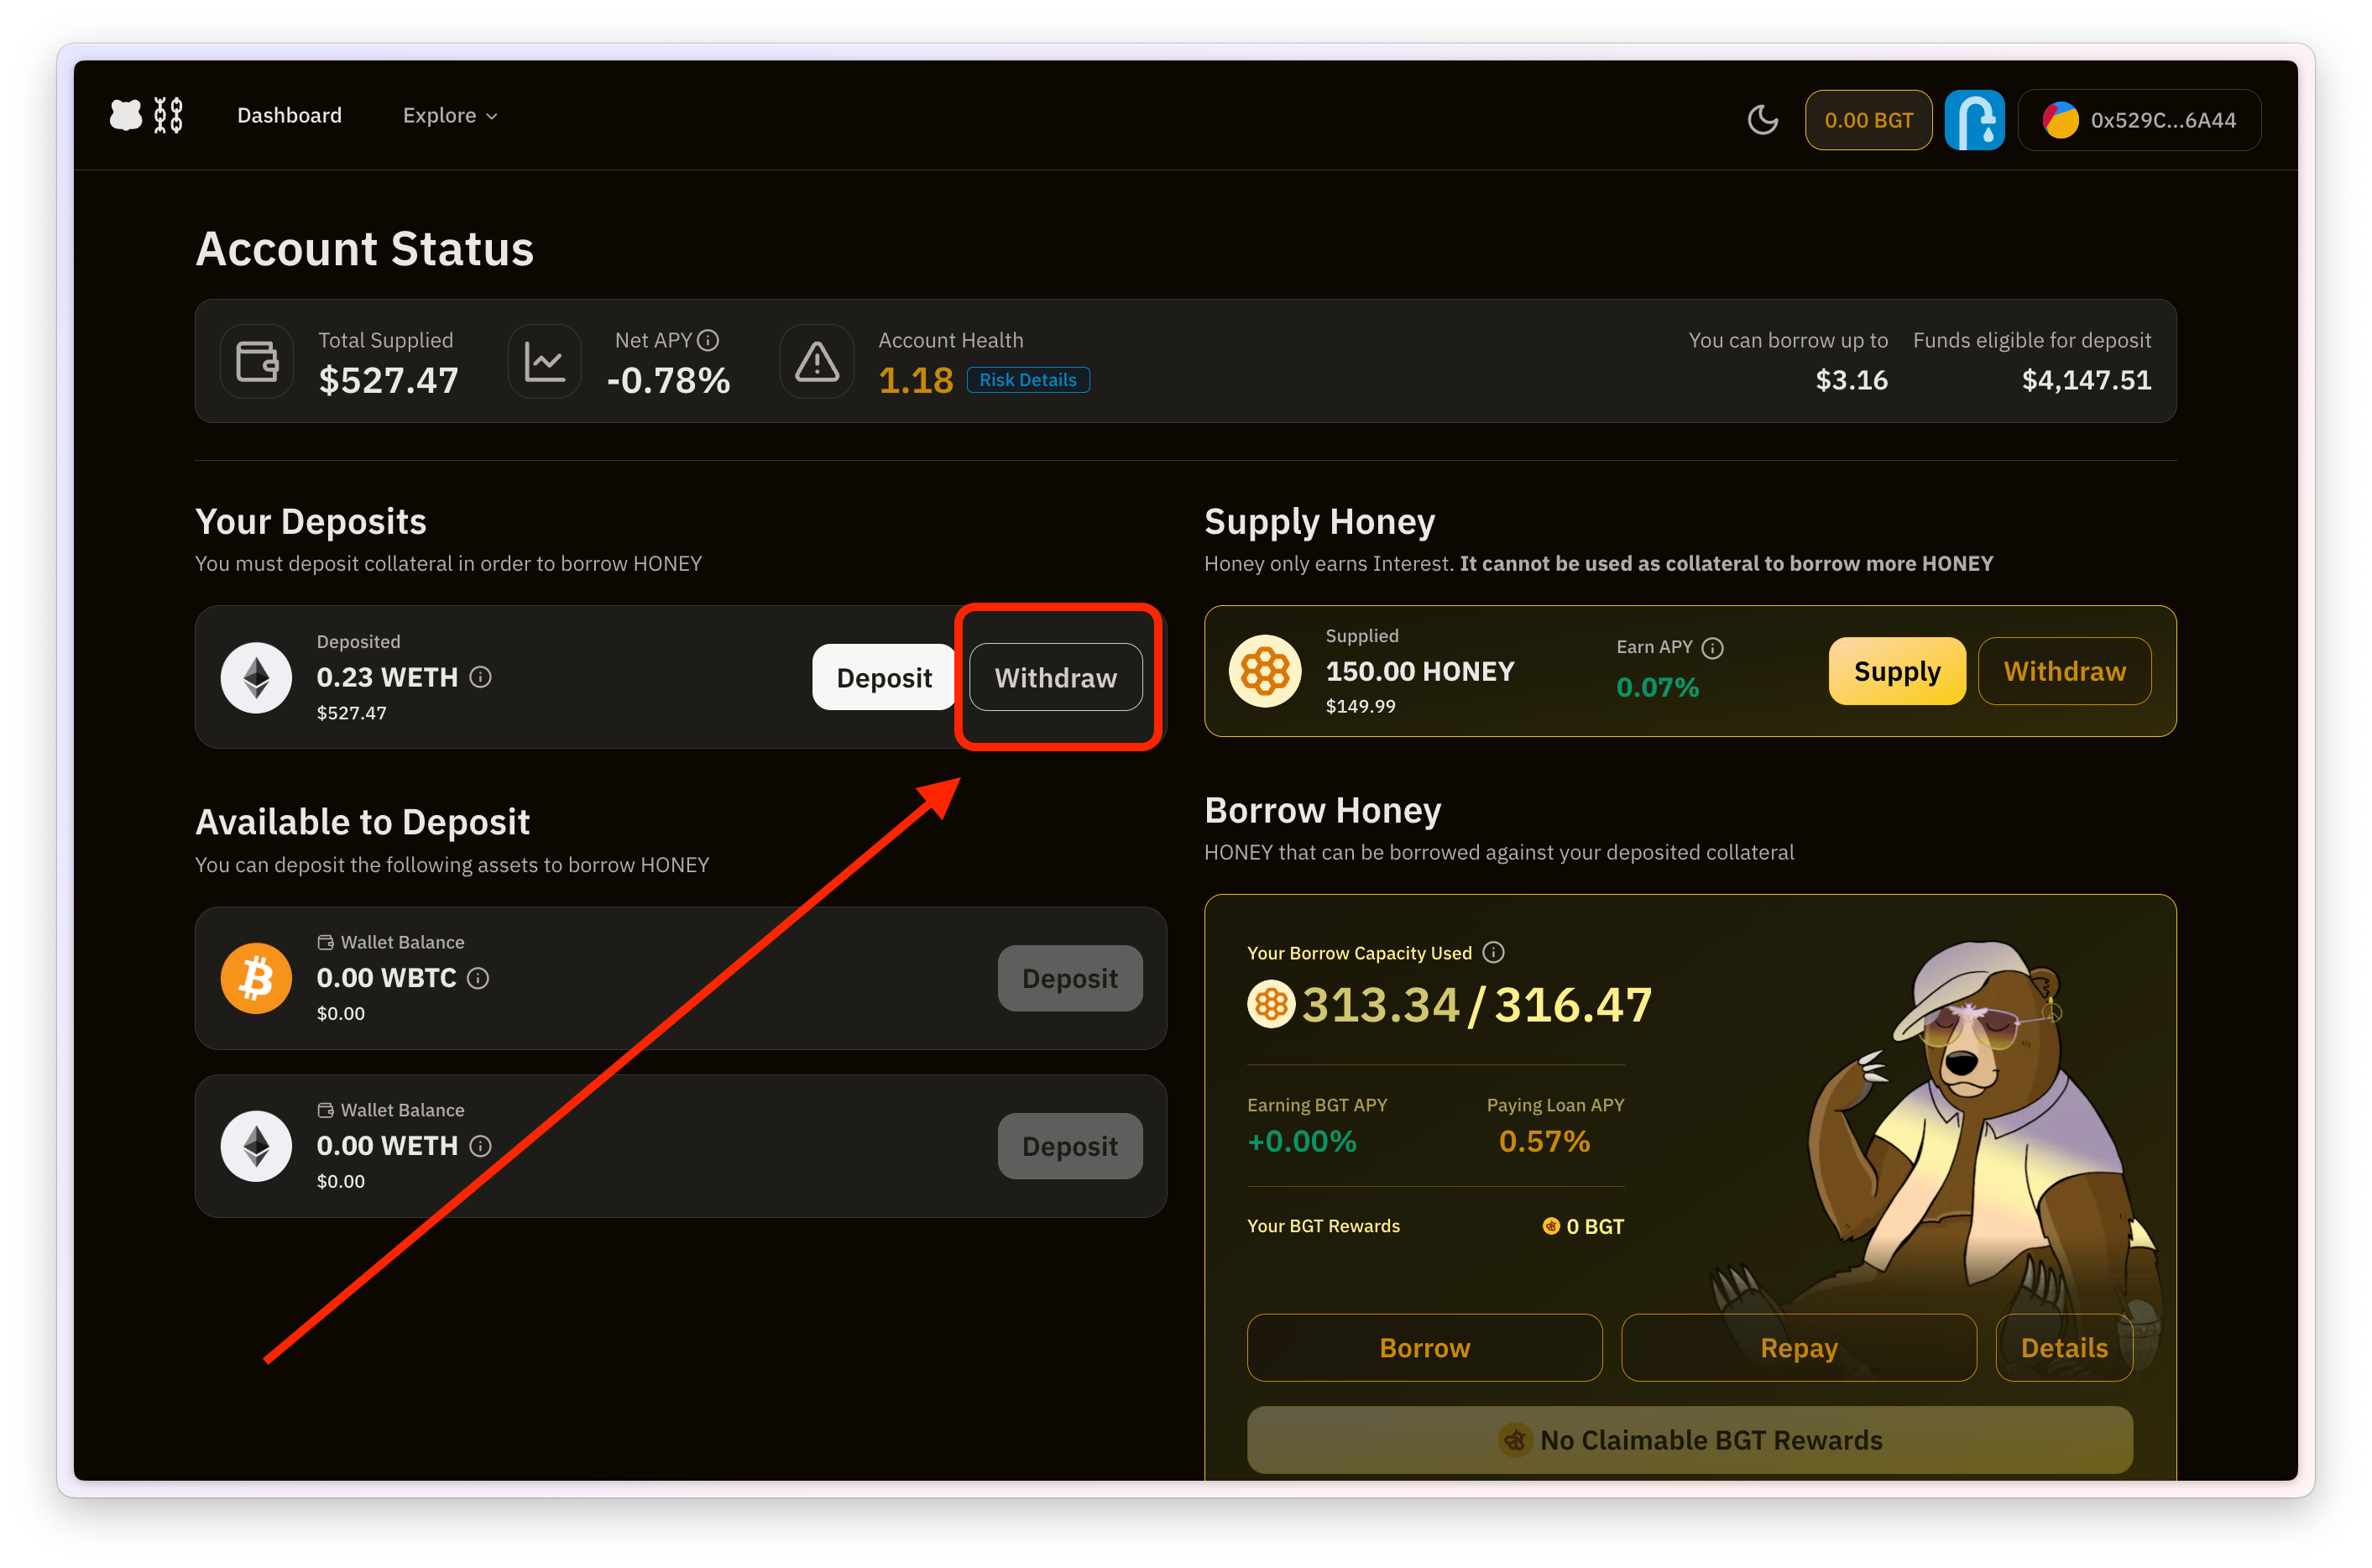 Dashboard
Explore
0.00 BGT
0x529C...6A44
Account Status
Total Supplied
$527.47
Net APY
-0.78%
Account Health
1.18 Risk Details
You can borrow up to
$3.16
Funds eligible for deposit
$4,147.51
Your Deposits
You must deposit collateral in order to borrow HONEY
Deposited
0.23 WETH
$527.47
Deposit
Withdraw
Available to Deposit
You can deposit the following assets to borrow HONEY
Wallet Balance
0.00 WBTC
$0.00
Deposit
Wallet Balance
0.00 WETH
$0.00
Deposit
Supply Honey
Honey only earns Interest. It cannot be used as collateral to borrow more HONEY
Supplied
150.00 HONEY
$149.99
Earn APY
0.07%
Supply
Withdraw
Borrow Honey
HONEY that can be borrowed against your deposited collateral
Your Borrow Capacity Used
313.34 / 316.47
Earning BGT APY
+0.00%
Paying Loan APY
0.57%
Your BGT Rewards
0 BGT
Borrow
Repay
Details
No Claimable BGT Rewards